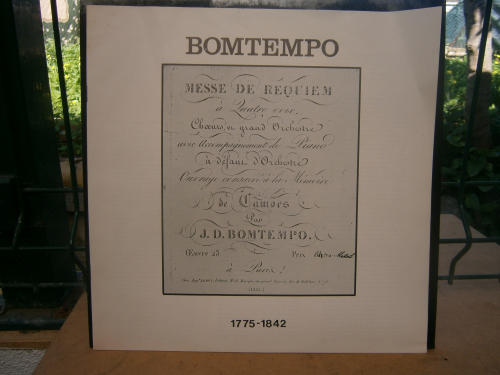 BOMTEMPO
MESSE DE REQUIEM
à Quatre voix,
Chœurs, et grand Orchestre
avec Accompagnement de Piano
à défaut d'Orchestre
Ouvrage consacré à la Mémoire
de Camões
Par
J. D. BOMTEMPO.
Œuvre 23 Prix
à Paris
1775-1842